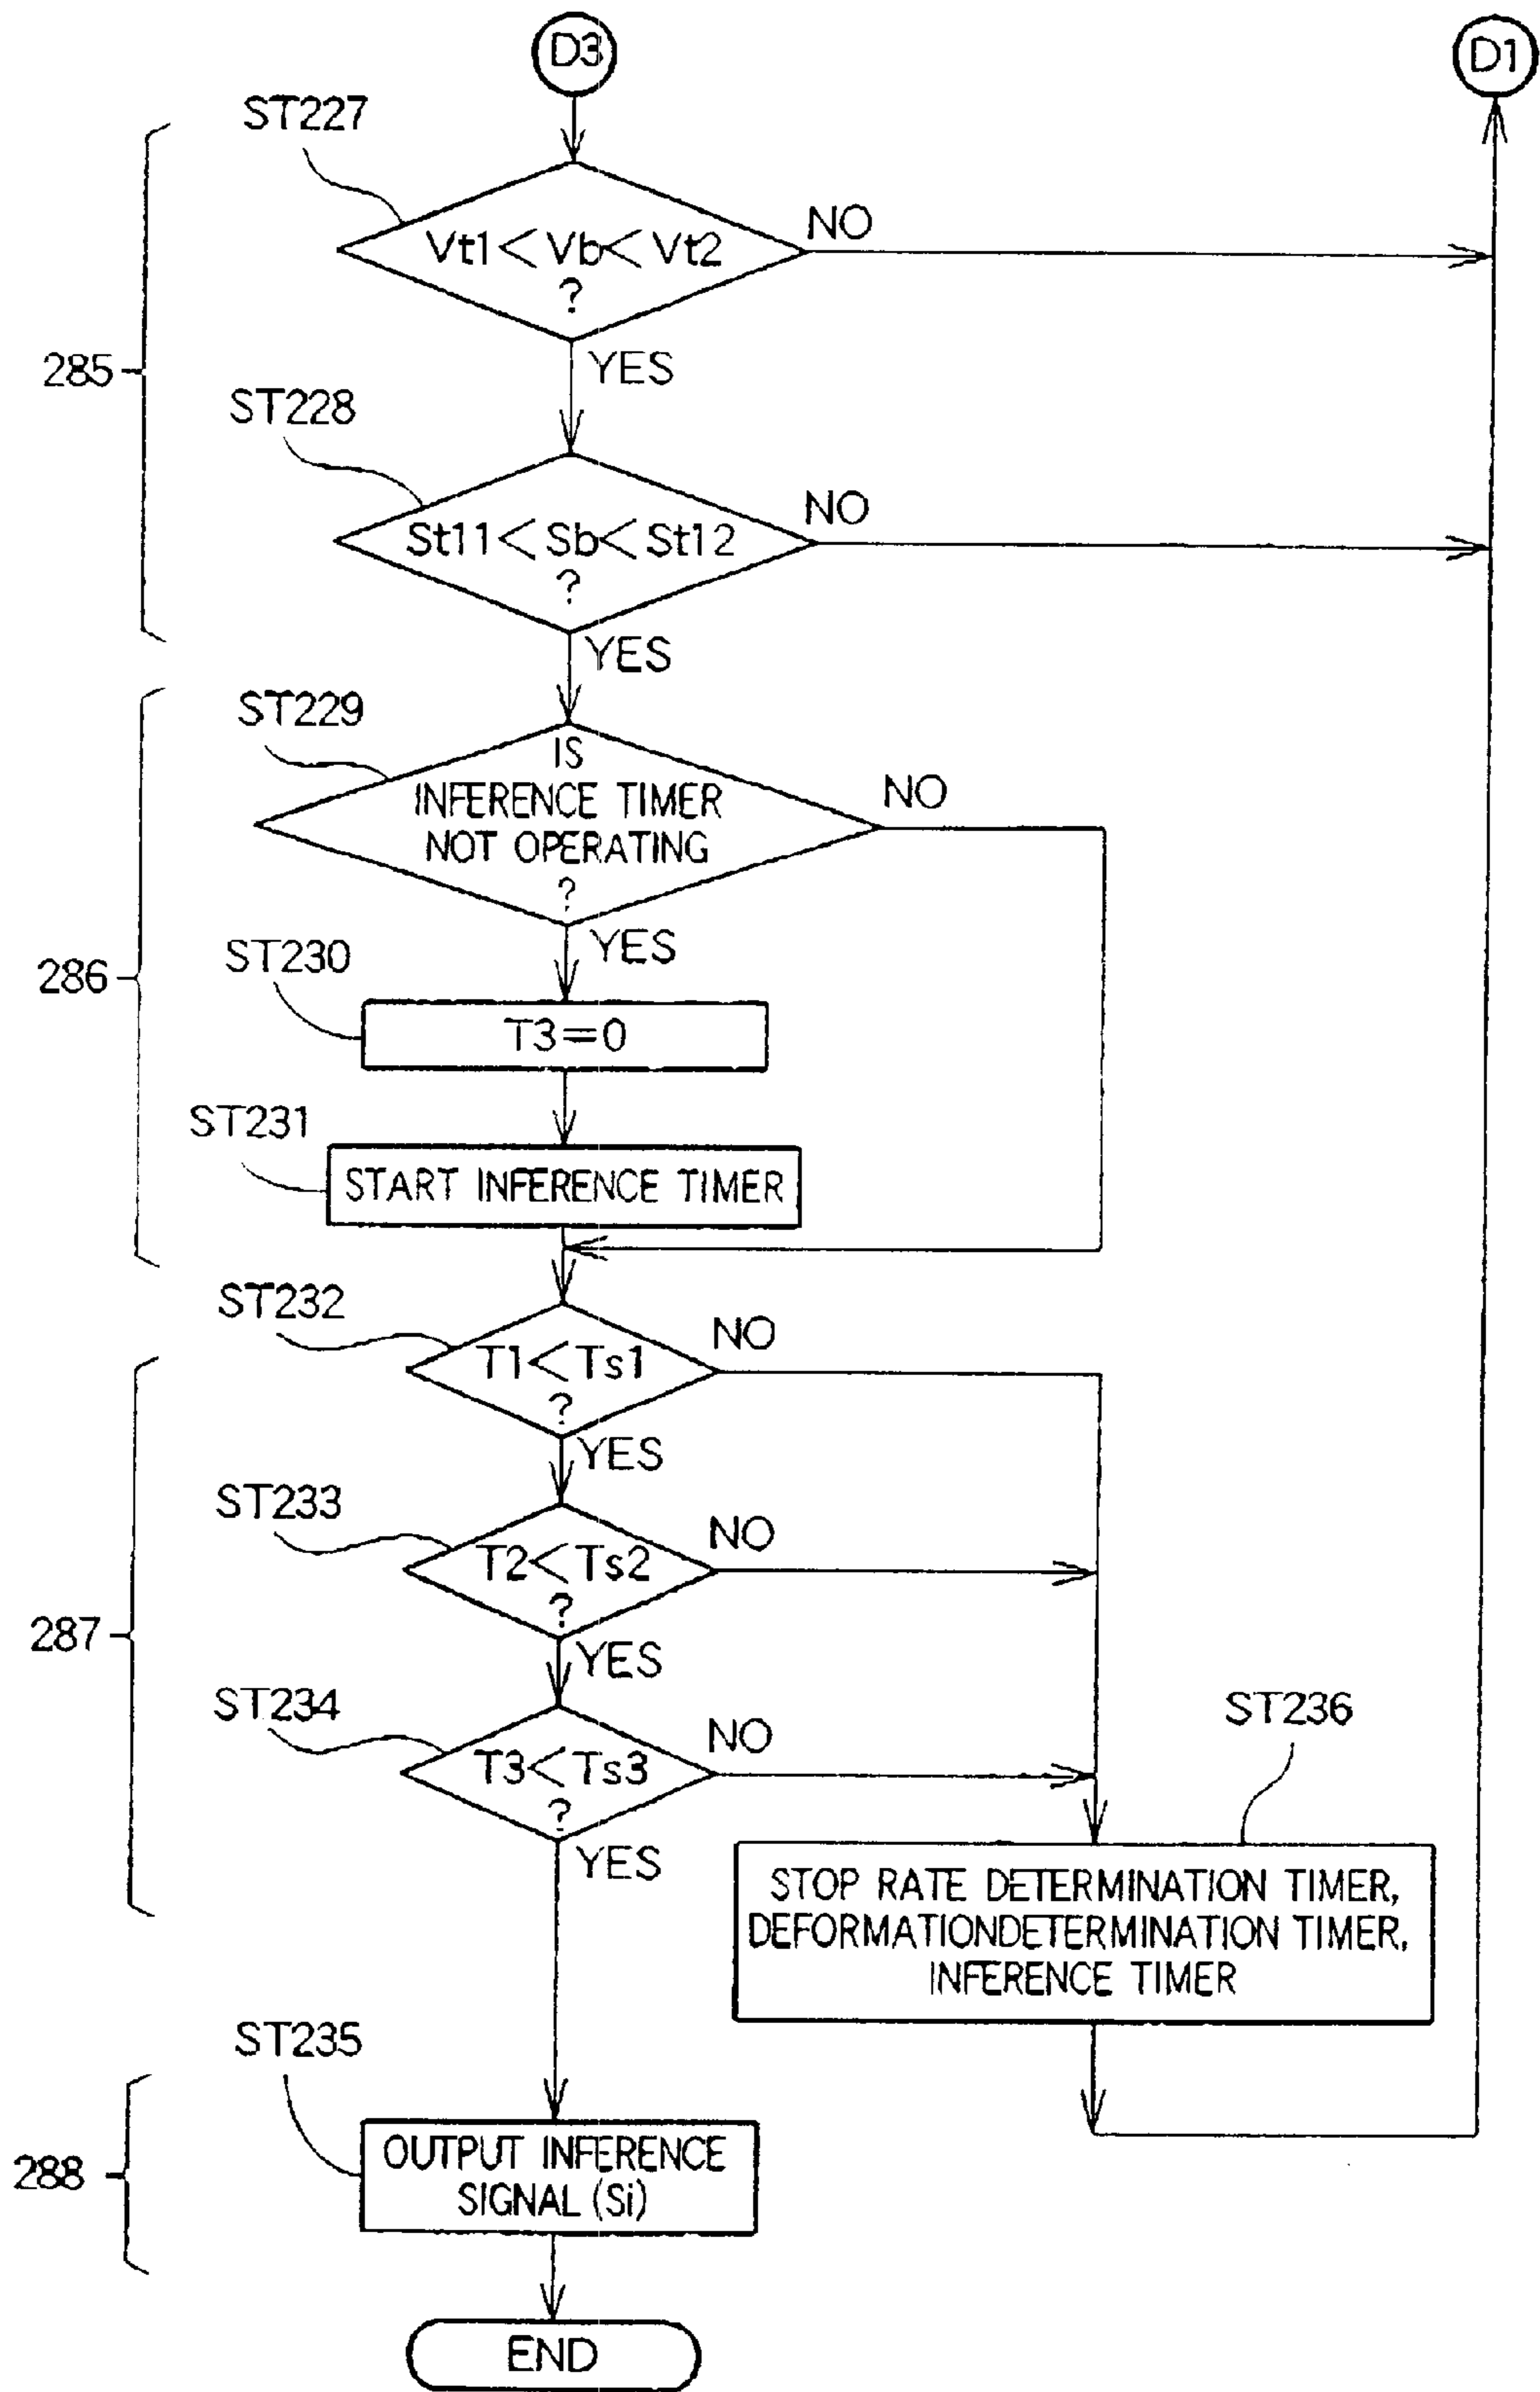 D3
D1
ST227
Vt1<Vb<Vt2
?
NO
YES
285
ST228
St11<Sb<St12
?
NO
YES
ST229
IS
INFERENCE TIMER
NOT OPERATING
?
NO
YES
286
ST230
T3=0
ST231
START INFERENCE TIMER
ST232
T1<Ts1
?
NO
YES
ST233
T2<Ts2
?
NO
YES
287
ST234
T3<Ts3
?
NO
YES
ST236
STOP RATE DETERMINATION TIMER,
DEFORMATIONDETERMINATION TIMER,
INFERENCE TIMER
ST235
OUTPUT INFERENCE
SIGNAL (Si)
288
END